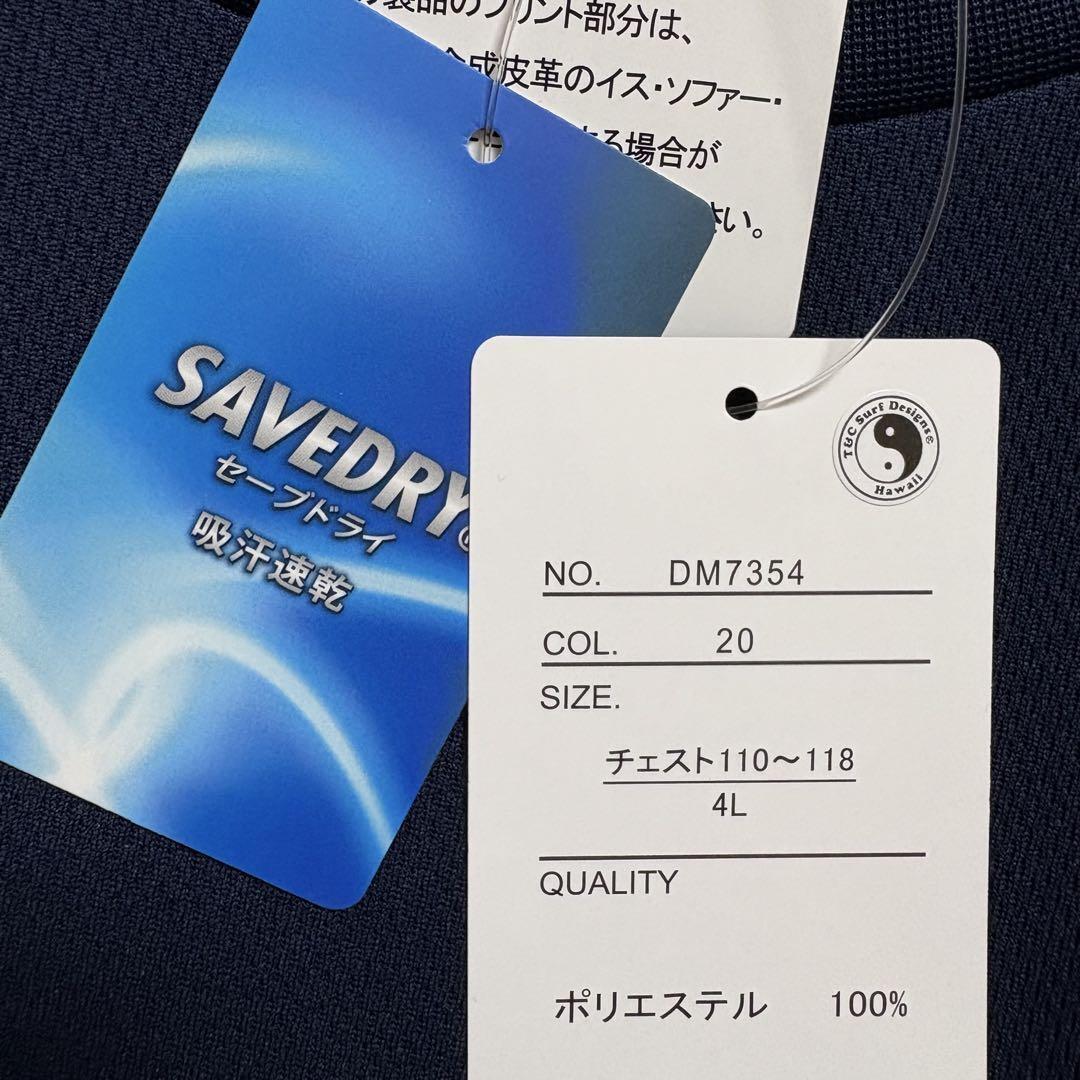 製品のプリント部分は、
合成皮革のイス・ソファー・
る場合が
さい。
SAVEDRY
セーブドライ
吸汗速乾
T&C Surf Designs®
Hawaii
NO. DM7354
COL. 20
SIZE.
チェスト110～118
4L
QUALITY
ポリエステル 100%